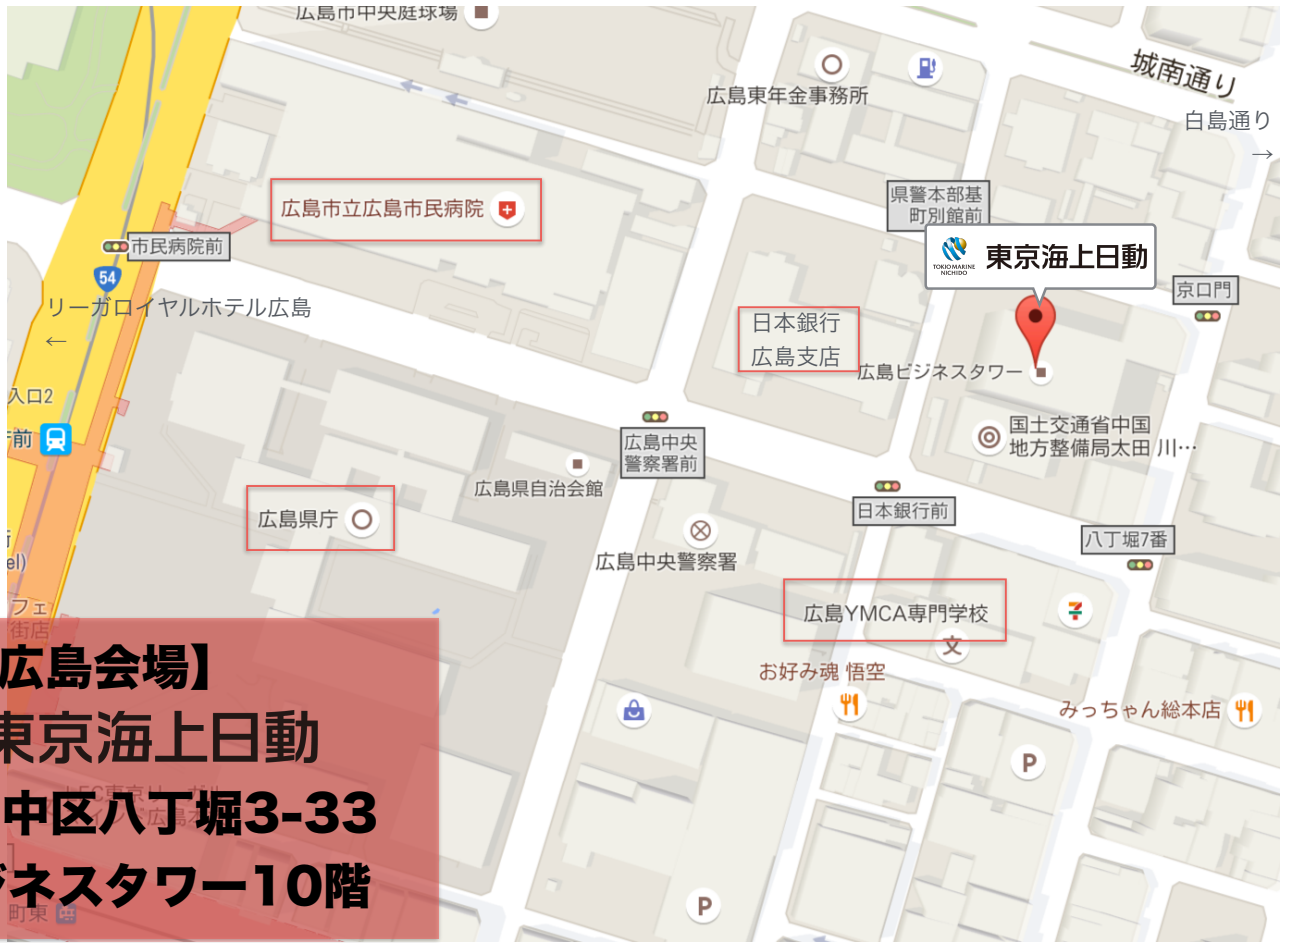 広島市中央庭球場
城南通り
広島東年金事務所
白島通り
→
県警本部基
町別館前
広島市立広島市民病院
市民病院前
TOKIO MARINE
NICHIDO
東京海上日動
54
京口門
リーガロイヤルホテル広島
←
日本銀行
広島支店
広島ビジネスタワー
入口2
前
国土交通省中国
地方整備局太田 川…
広島中央
警察署前
広島県自治会館
日本銀行前
広島県庁
八丁堀7番
広島中央警察署
el)
フェ
街店
広島YMCA専門学校
7
文
お好み魂 悟空
広島会場】
みっちゃん総本店
東京海上日動
P
中区八丁堀3-33
ネスタワー10階
P
町東